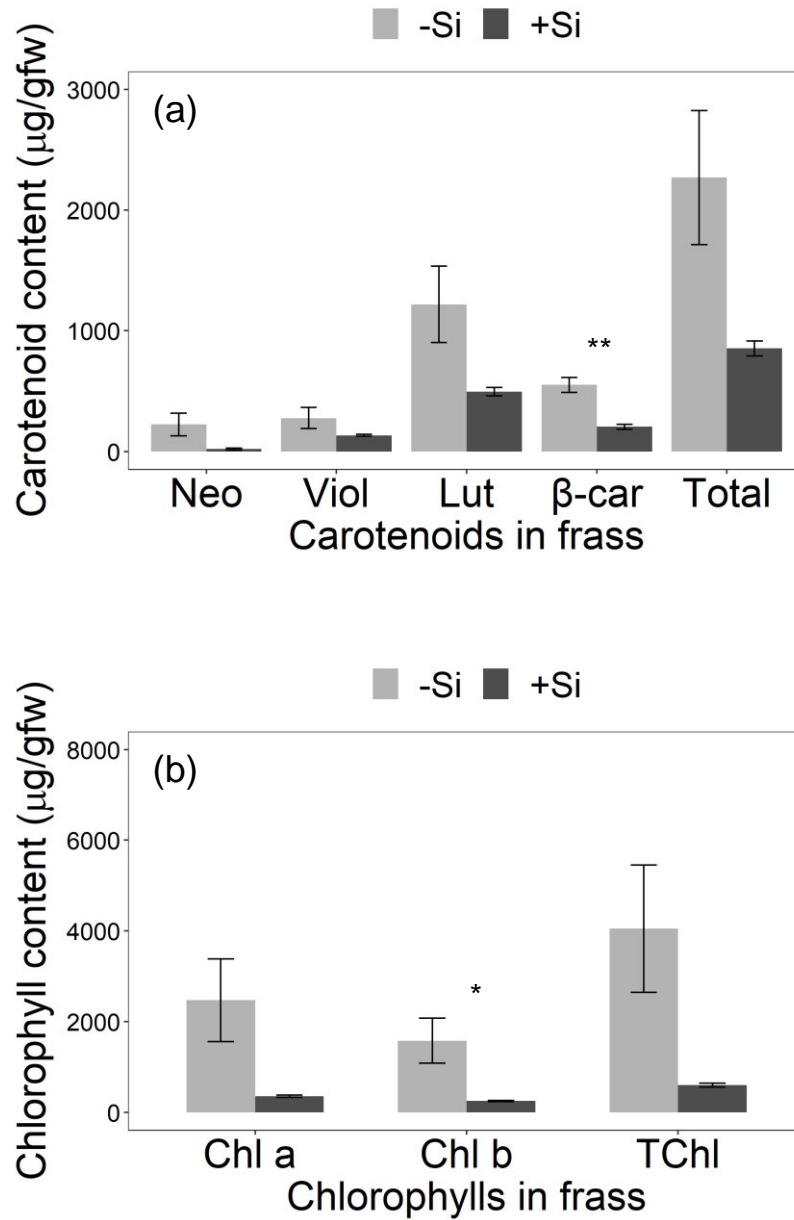 -Si +Si
(a)
Carotenoid content (µg/gfw)
3000
2000
1000
0
**
Neo Viol Lut β-car Total
Carotenoids in frass
-Si +Si
(b)
Chlorophyll content (µg/gfw)
8000
6000
4000
2000
0
*
Chl a Chl b TChl
Chlorophylls in frass